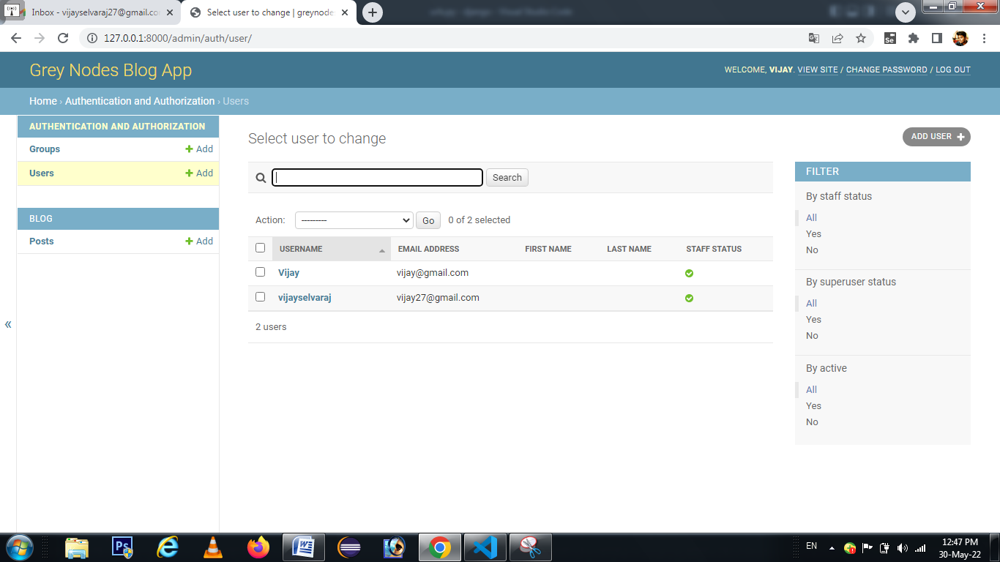 Inbox - vijayselvaraj27@gmail.co
Select user to change | greynode
127.0.0.1:8000/admin/auth/user/
Se
Grey Nodes Blog App
WELCOME, VIJAY. VIEW SITE / CHANGE PASSWORD / LOG OUT
Home › Authentication and Authorization › Users
AUTHENTICATION AND AUTHORIZATION
Groups + Add
Users + Add
BLOG
Posts + Add
«
Select user to change
ADD USER +
Search
Action: --------- Go 0 of 2 selected
USERNAME EMAIL ADDRESS FIRST NAME LAST NAME STAFF STATUS
Vijay vijay@gmail.com
vijayselvaraj vijay27@gmail.com
2 users
FILTER
By staff status
All
Yes
No
By superuser status
All
Yes
No
By active
All
Yes
No
Ps
W
EN
12:47 PM
30-May-22